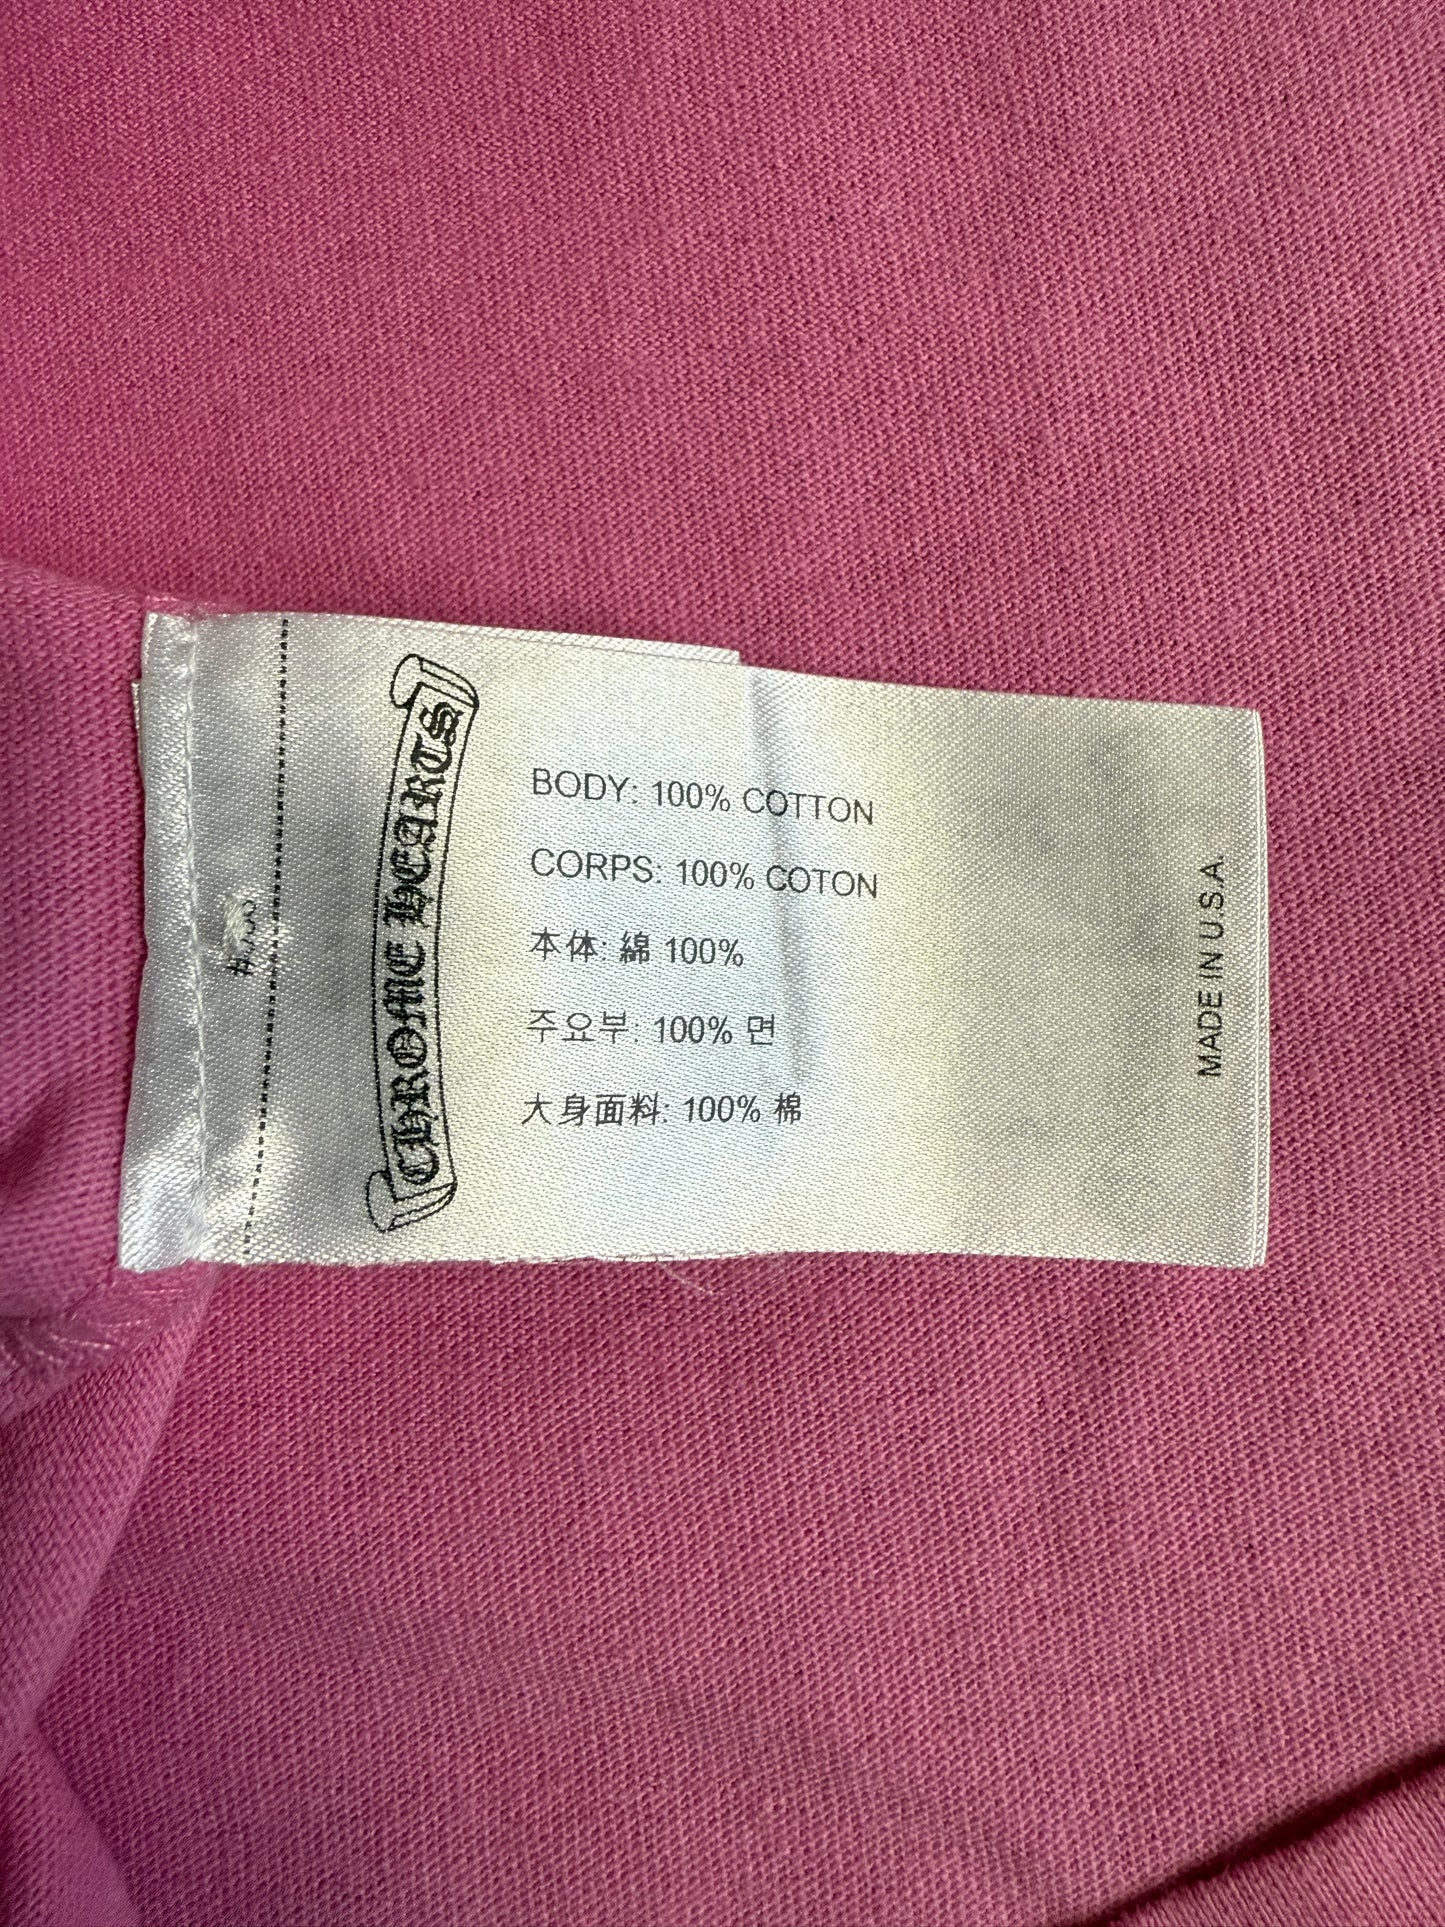 CHROME HEARTS
BODY: 100% COTTON
CORPS: 100% COTON
本体: 綿 100%
주요부: 100% 면
大身面料: 100% 棉
MADE IN U.S.A.